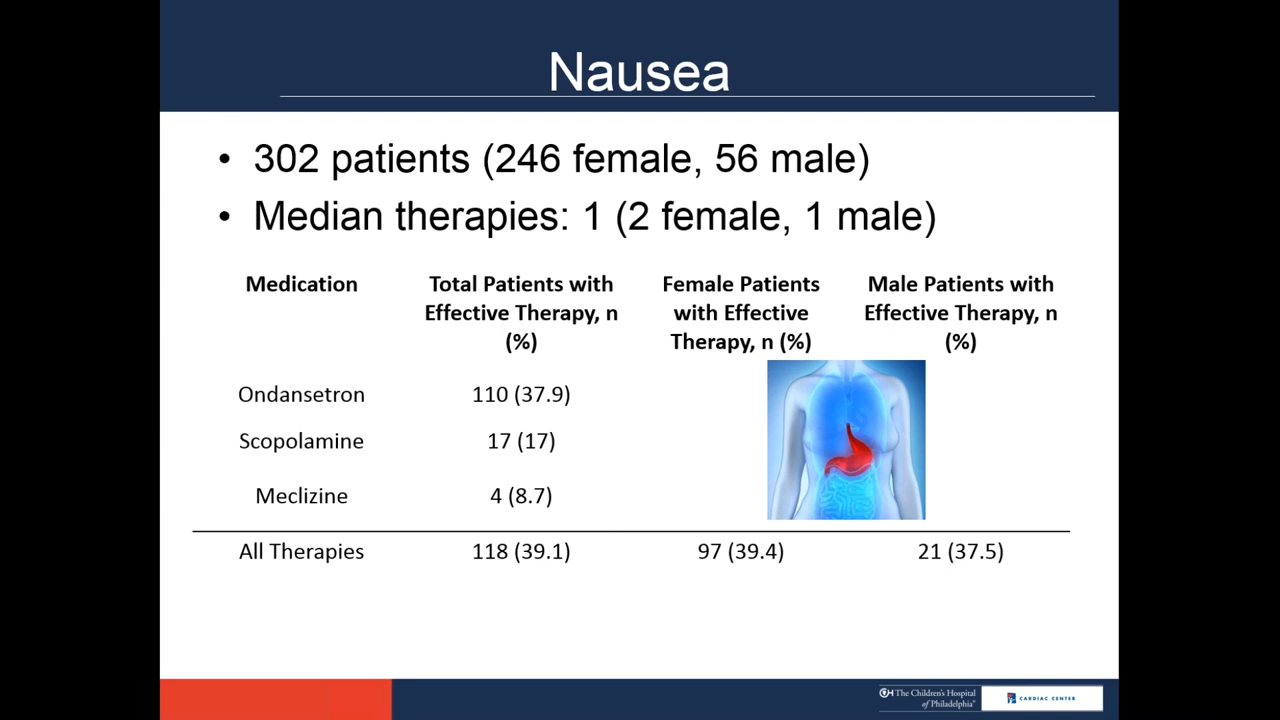 Nausea
• 302 patients (246 female, 56 male)
• Median therapies: 1 (2 female, 1 male)
Medication
Total Patients with
Effective Therapy, n
(%)
Female Patients
with Effective
Therapy, n (%)
Male Patients with
Effective Therapy, n
(%)
Ondansetron 110 (37.9)
Scopolamine 17 (17)
Meclizine 4 (8.7)
All Therapies 118 (39.1) 97 (39.4) 21 (37.5)
CH The Children's Hospital
of Philadelphia®
CARDIAC CENTER